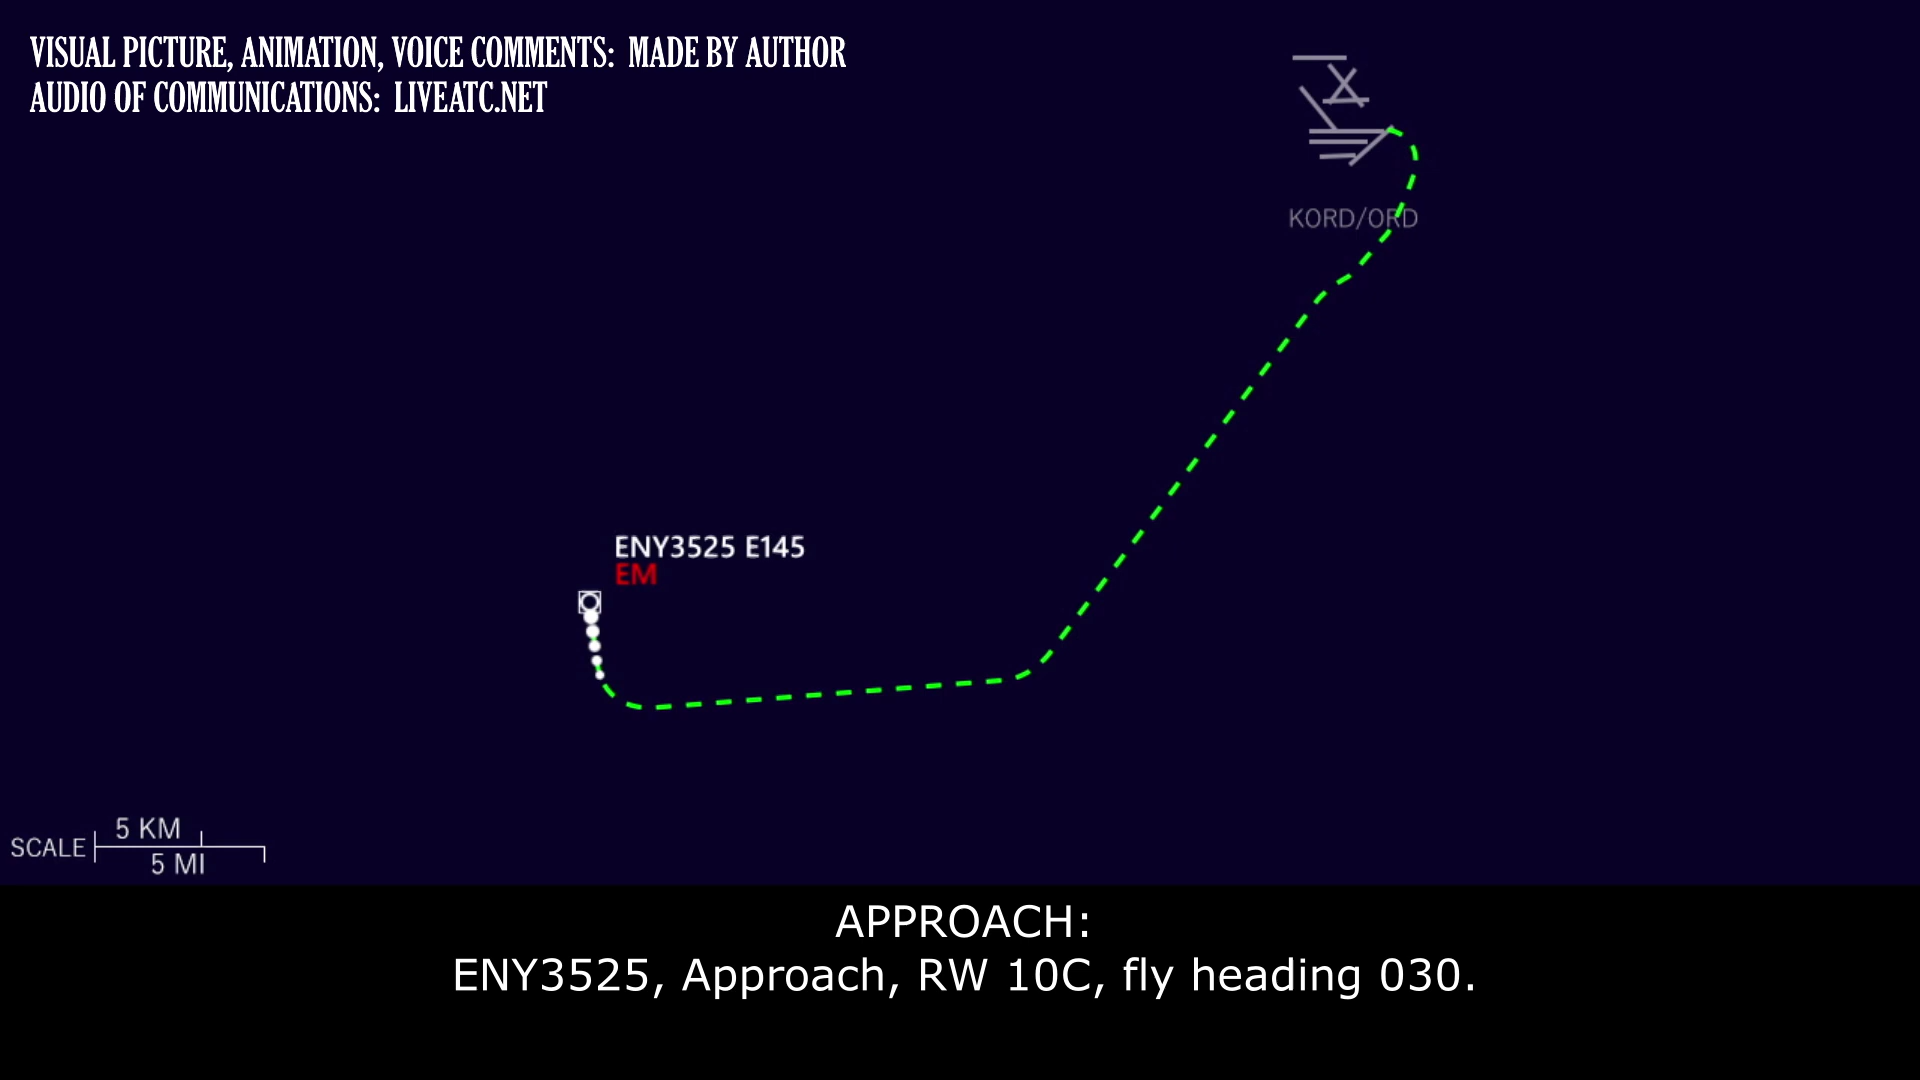 VISUAL PICTURE, ANIMATION, VOICE COMMENTS: MADE BY AUTHOR
AUDIO OF COMMUNICATIONS: LIVEATC.NET
KORD/ORD
ENY3525 E145
EM
5 KM
SCALE
5 MI
APPROACH:
ENY3525, Approach, RW 10C, fly heading 030.